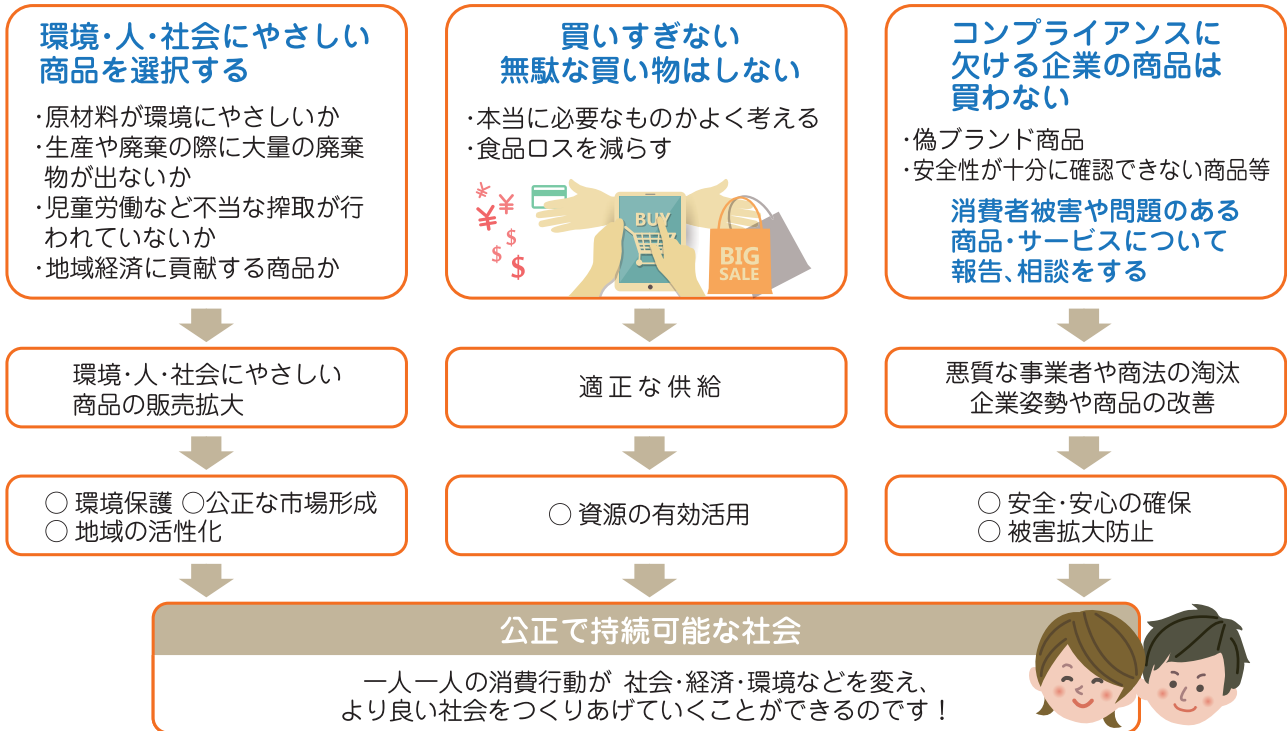 環境・人・社会にやさしい
商品を選択する
・原材料が環境にやさしいか
・生産や廃棄の際に大量の廃棄
物が出ないか
・児童労働など不当な搾取が行
われていないか
・地域経済に貢献する商品か
買いすぎない
無駄な買い物はしない
・本当に必要なものかよく考える
・食品ロスを減らす
¥
¥
¥
$
$
$
BUY
BIG
SALE
コンプライアンスに
欠ける企業の商品は
買わない
・偽ブランド商品
・安全性が十分に確認できない商品等
消費者被害や問題のある
商品・サービスについて
報告、相談をする
環境・人・社会にやさしい
商品の販売拡大
適正な供給
悪質な事業者や商法の淘汰
企業姿勢や商品の改善
○ 環境保護 ○公正な市場形成
○ 地域の活性化
○ 資源の有効活用
○ 安全・安心の確保
○ 被害拡大防止
公正で持続可能な社会
一人一人の消費行動が 社会・経済・環境などを変え、
より良い社会をつくりあげていくことができるのです！